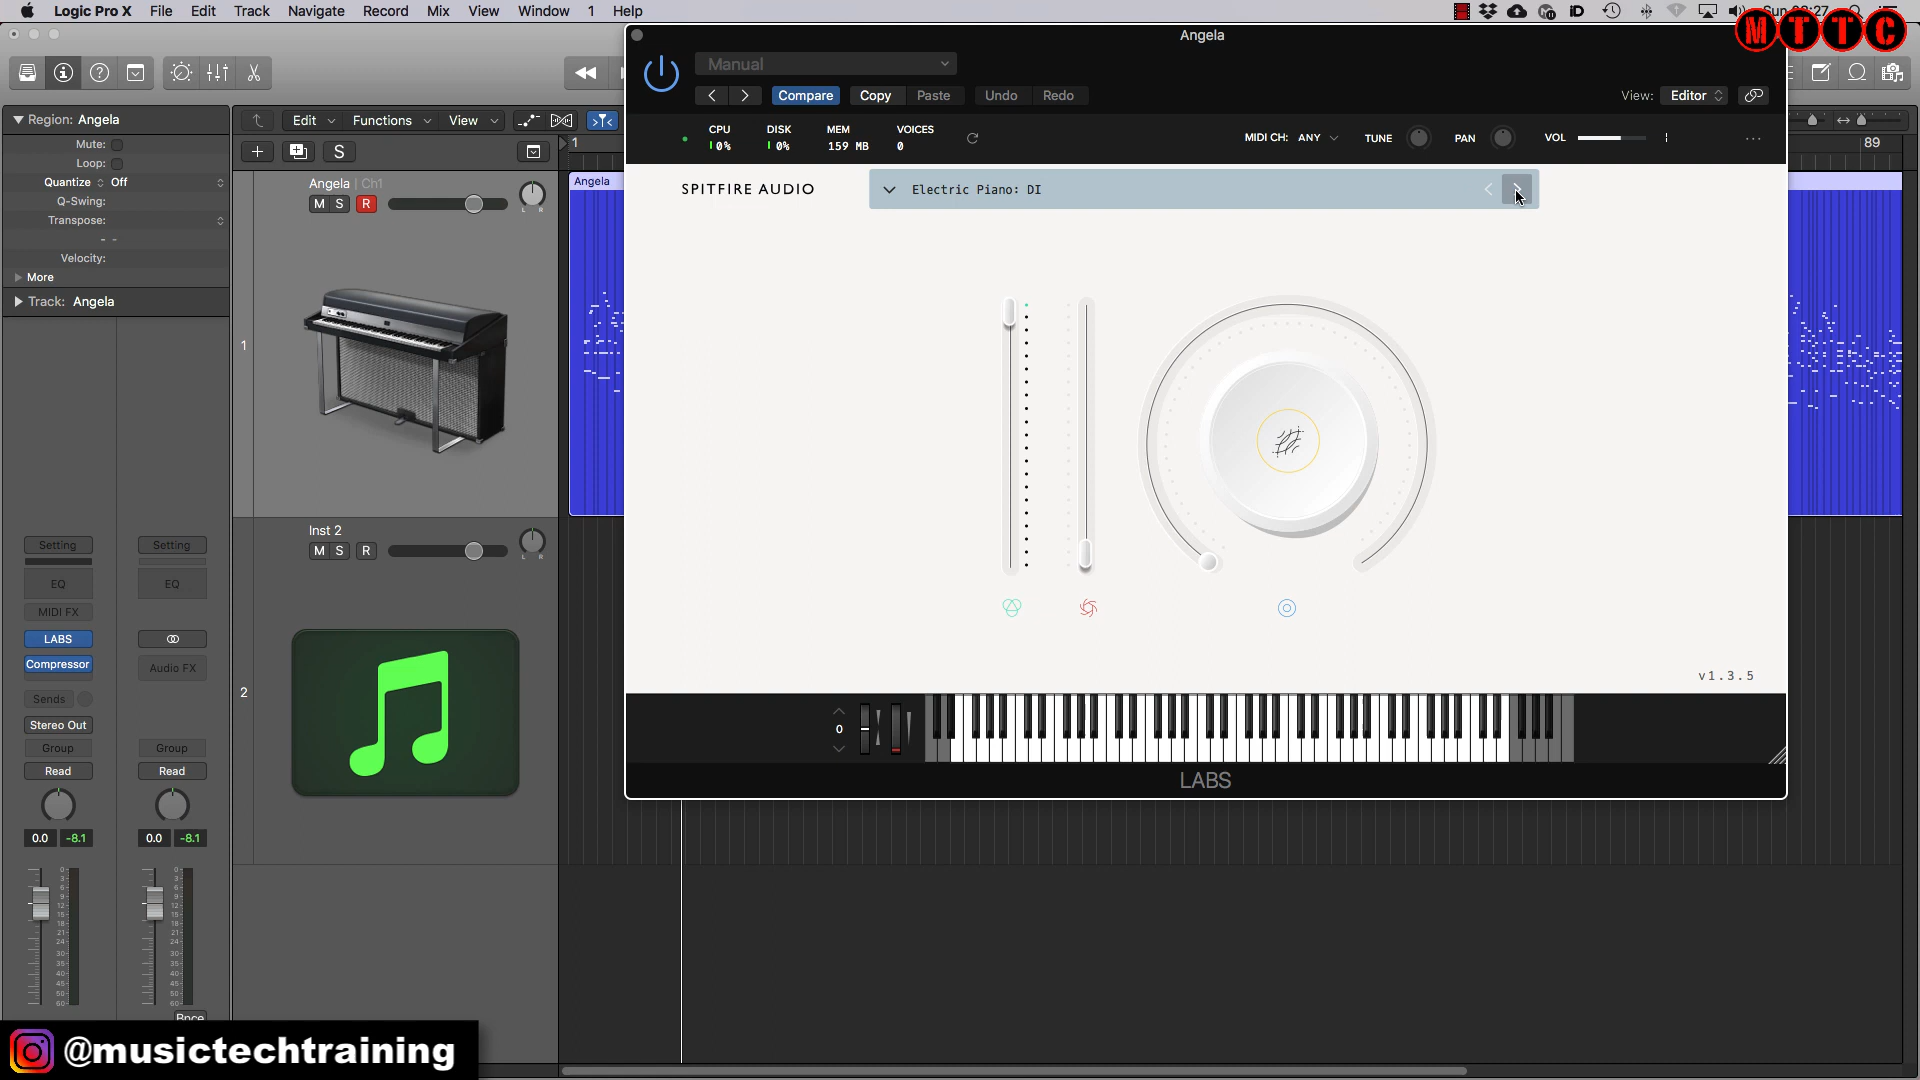 Logic Pro X File Edit Track Navigate Record Mix View Window 1 Help
MTTC
Angela
Manual
Compare Copy Paste Undo Redo
View: Editor
Region: Angela
Mute:
Loop:
Quantize Off
Q-Swing:
Transpose:
Velocity:
More
Track: Angela
Edit Functions View
S
1
89
CPU DISK MEM VOICES
0% 0% 159 MB 0
MIDI CH: ANY TUNE PAN VOL
SPITFIRE AUDIO
Electric Piano: DI
Angela | Ch1
M S R
L R
Angela
1
Inst 2
M S R
L R
2
v1.3.5
0
LABS
Setting Setting
EQ EQ
MIDI FX
LABS
Compressor Audio FX
Sends
Stereo Out
Group Group
Read Read
0.0 -8.1 0.0 -8.1
Bnce
@musictechtraining